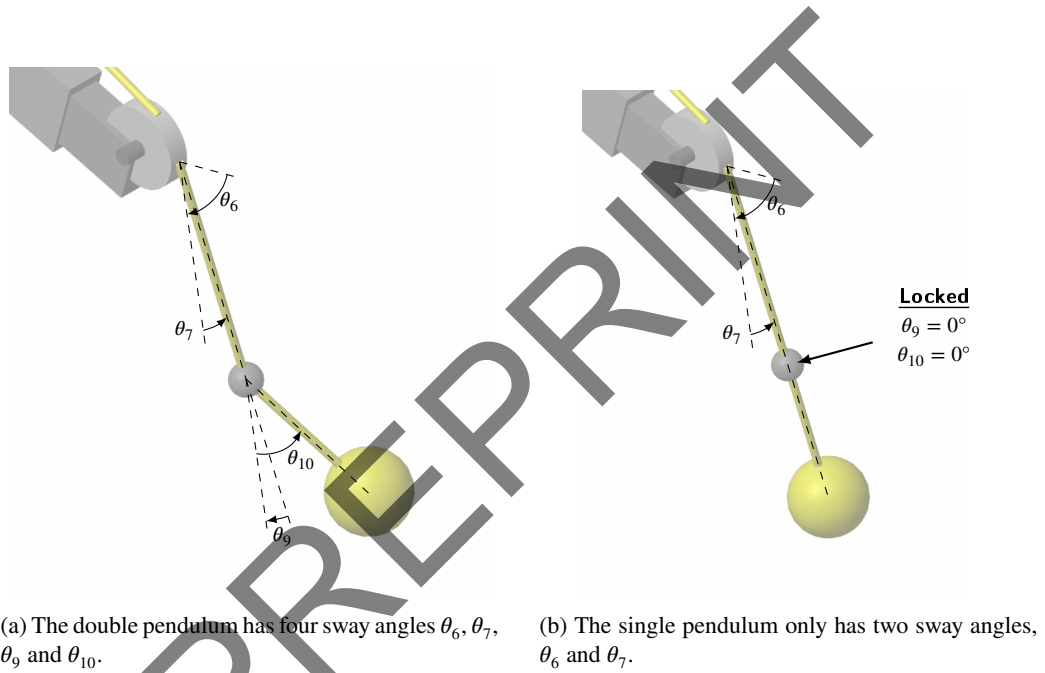 θ6
θ7
θ10
θ9
θ6
θ7
Locked
θ9 = 0°
θ10 = 0°
PREPRINT
(a) The double pendulum has four sway angles θ6, θ7,
θ9 and θ10.
(b) The single pendulum only has two sway angles,
θ6 and θ7.